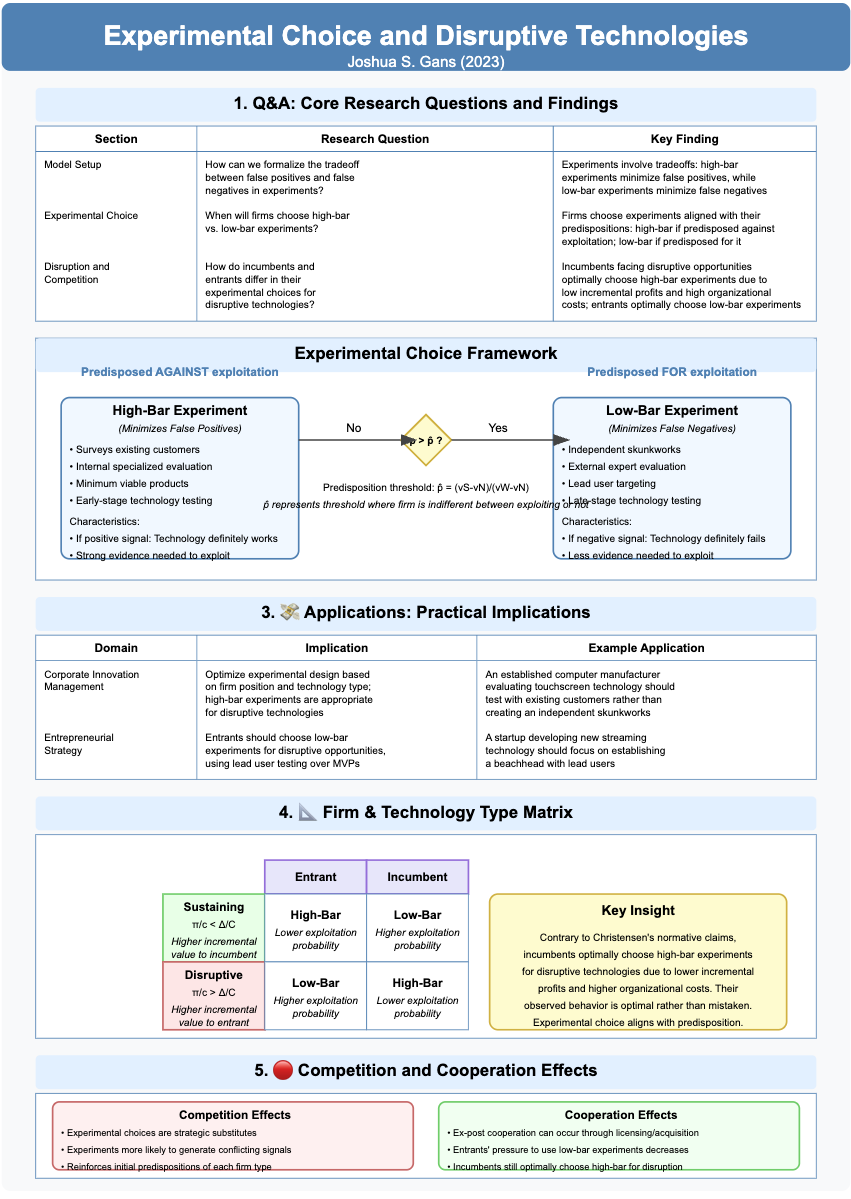 Experimental Choice and Disruptive Technologies
Joshua S. Gans (2023)
1. Q&A: Core Research Questions and Findings
Section
Research Question
Key Finding
Model Setup
How can we formalize the tradeoff
between false positives and false
negatives in experiments?
Experiments involve tradeoffs: high-bar
experiments minimize false positives, while
low-bar experiments minimize false negatives
Experimental Choice
When will firms choose high-bar
vs. low-bar experiments?
Firms choose experiments aligned with their
predispositions: high-bar if predisposed against
exploitation; low-bar if predisposed for it
Disruption and
Competition
How do incumbents and
entrants differ in their
experimental choices for
disruptive technologies?
Incumbents facing disruptive opportunities
optimally choose high-bar experiments due to
low incremental profits and high organizational
costs; entrants optimally choose low-bar experiments
Experimental Choice Framework
Predisposed AGAINST exploitation
Predisposed FOR exploitation
High-Bar Experiment
(Minimizes False Positives)
• Surveys existing customers
• Internal specialized evaluation
• Minimum viable products
• Early-stage technology testing
Characteristics:
• If positive signal: Technology definitely works
• Strong evidence needed to exploit
No
p > p̂ ?
Yes
Predisposition threshold: p̂ = (vS-vN)/(vW-vN)
p̂ represents threshold where firm is indifferent between exploiting or not
Low-Bar Experiment
(Minimizes False Negatives)
• Independent skunkworks
• External expert evaluation
• Lead user targeting
• Late-stage technology testing
Characteristics:
• If negative signal: Technology definitely fails
• Less evidence needed to exploit
3. 💸 Applications: Practical Implications
Domain
Implication
Example Application
Corporate Innovation
Management
Optimize experimental design based
on firm position and technology type;
high-bar experiments are appropriate
for disruptive technologies
An established computer manufacturer
evaluating touchscreen technology should
test with existing customers rather than
creating an independent skunkworks
Entrepreneurial
Strategy
Entrants should choose low-bar
experiments for disruptive opportunities,
using lead user testing over MVPs
A startup developing new streaming
technology should focus on establishing
a beachhead with lead users
4. 📐 Firm & Technology Type Matrix
Entrant
Incumbent
Sustaining
π/c < Δ/C
Higher incremental
value to incumbent
High-Bar
Lower exploitation
probability
Low-Bar
Higher exploitation
probability
Disruptive
π/c > Δ/C
Higher incremental
value to entrant
Low-Bar
Higher exploitation
probability
High-Bar
Lower exploitation
probability
Key Insight
Contrary to Christensen's normative claims,
incumbents optimally choose high-bar experiments
for disruptive technologies due to lower incremental
profits and higher organizational costs. Their
observed behavior is optimal rather than mistaken.
Experimental choice aligns with predisposition.
5. 🔴 Competition and Cooperation Effects
Competition Effects
• Experimental choices are strategic substitutes
• Experiments more likely to generate conflicting signals
• Reinforces initial predispositions of each firm type
Cooperation Effects
• Ex-post cooperation can occur through licensing/acquisition
• Entrants' pressure to use low-bar experiments decreases
• Incumbents still optimally choose high-bar for disruption